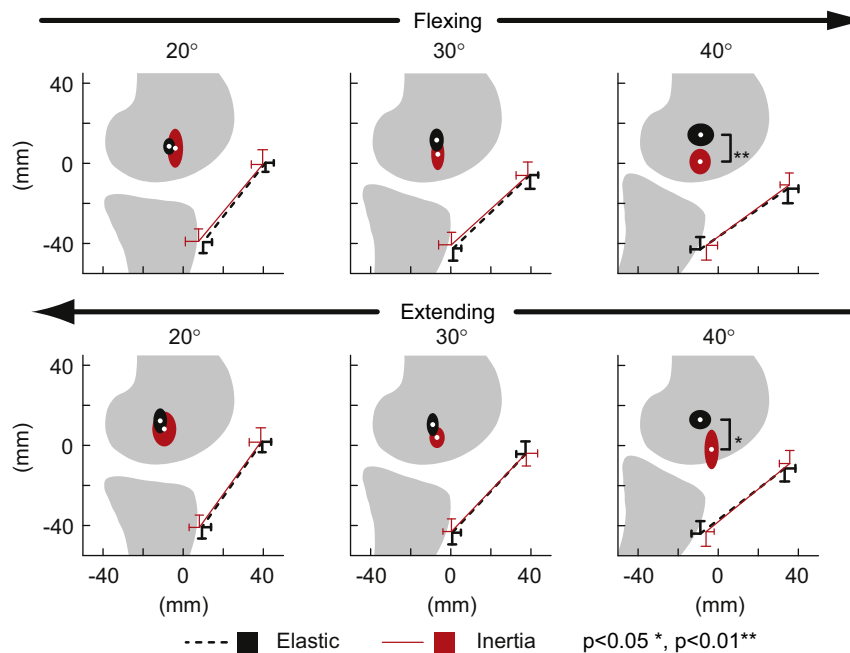 Flexing
20° 30° 40°
40
0
-40
(mm)
**
Extending
20° 30° 40°
40
0
-40
(mm)
*
-40 0 40 -40 0 40 -40 0 40
(mm) (mm) (mm)
Elastic Inertia p<0.05 *, p<0.01**